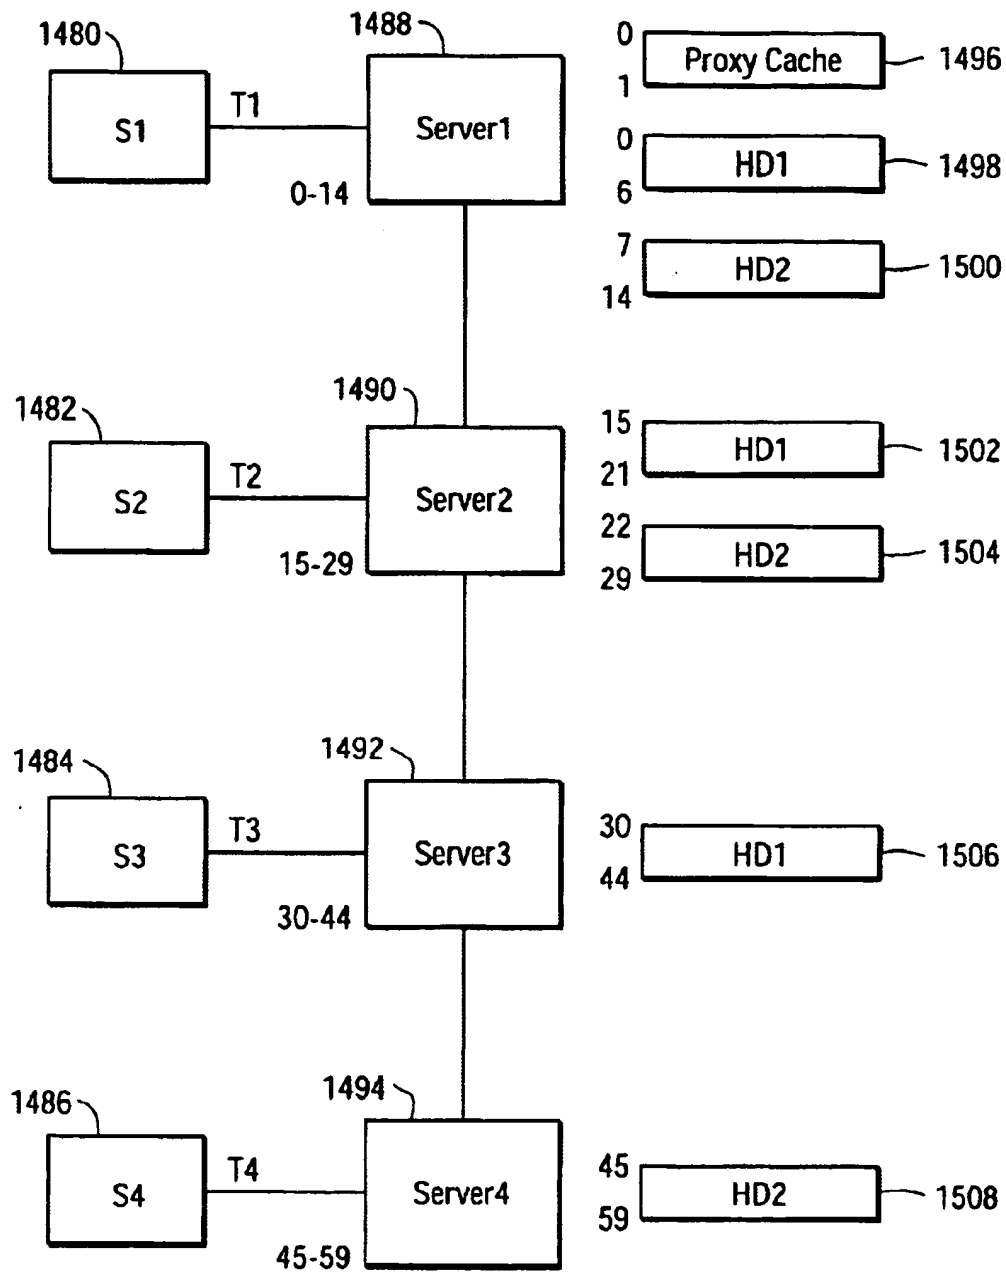 1480
S1
T1
1488
Server1
0-14
0
1
Proxy Cache
1496
0
6
HD1
1498
7
14
HD2
1500
1482
S2
T2
1490
Server2
15-29
15
21
HD1
1502
22
29
HD2
1504
1484
S3
T3
1492
Server3
30-44
30
44
HD1
1506
1486
S4
T4
1494
Server4
45-59
45
59
HD2
1508